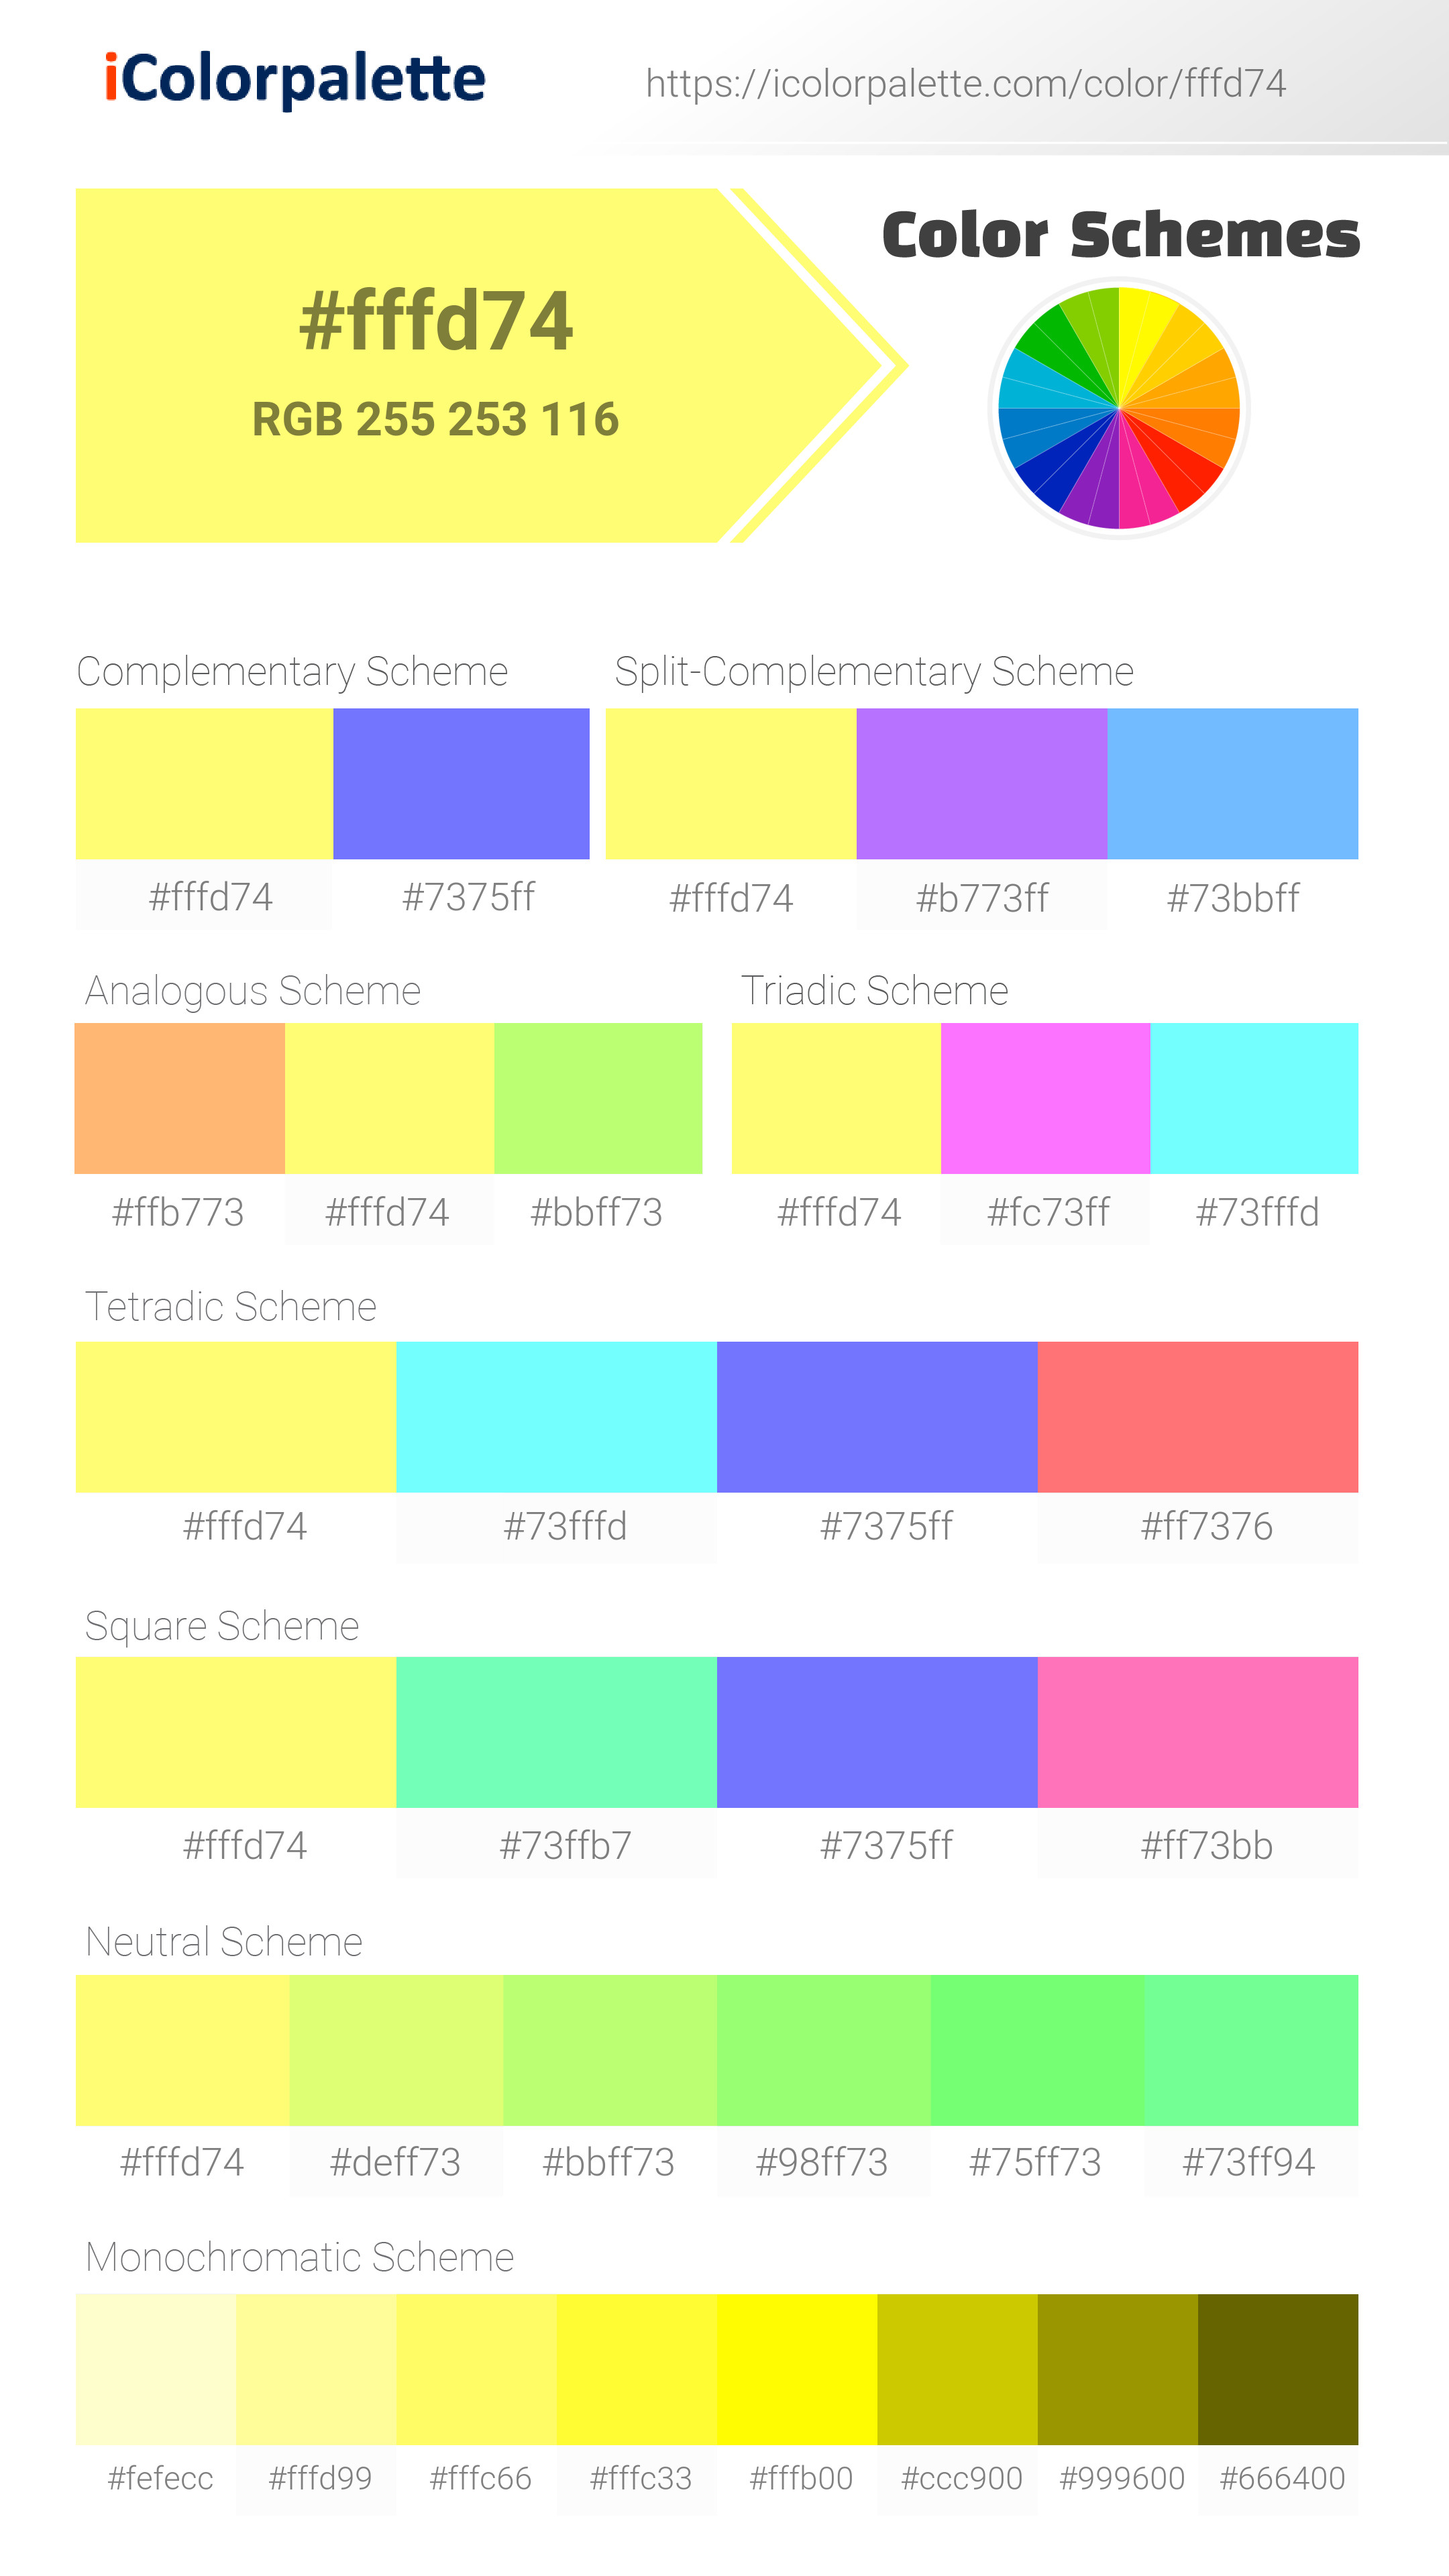 iColorpalette
https://icolorpalette.com/color/fffd74
Color Schemes
#fffd74
RGB 255 253 116
Complementary Scheme
#fffd74 #7375ff
Split-Complementary Scheme
#fffd74 #b773ff #73bbff
Analogous Scheme
#ffb773 #fffd74 #bbff73
Triadic Scheme
#fffd74 #fc73ff #73fffd
Tetradic Scheme
#fffd74 #73fffd #7375ff #ff7376
Square Scheme
#fffd74 #73ffb7 #7375ff #ff73bb
Neutral Scheme
#fffd74 #deff73 #bbff73 #98ff73 #75ff73 #73ff94
Monochromatic Scheme
#fefecc #fffd99 #fffc66 #fffc33 #fffb00 #ccc900 #999600 #666400